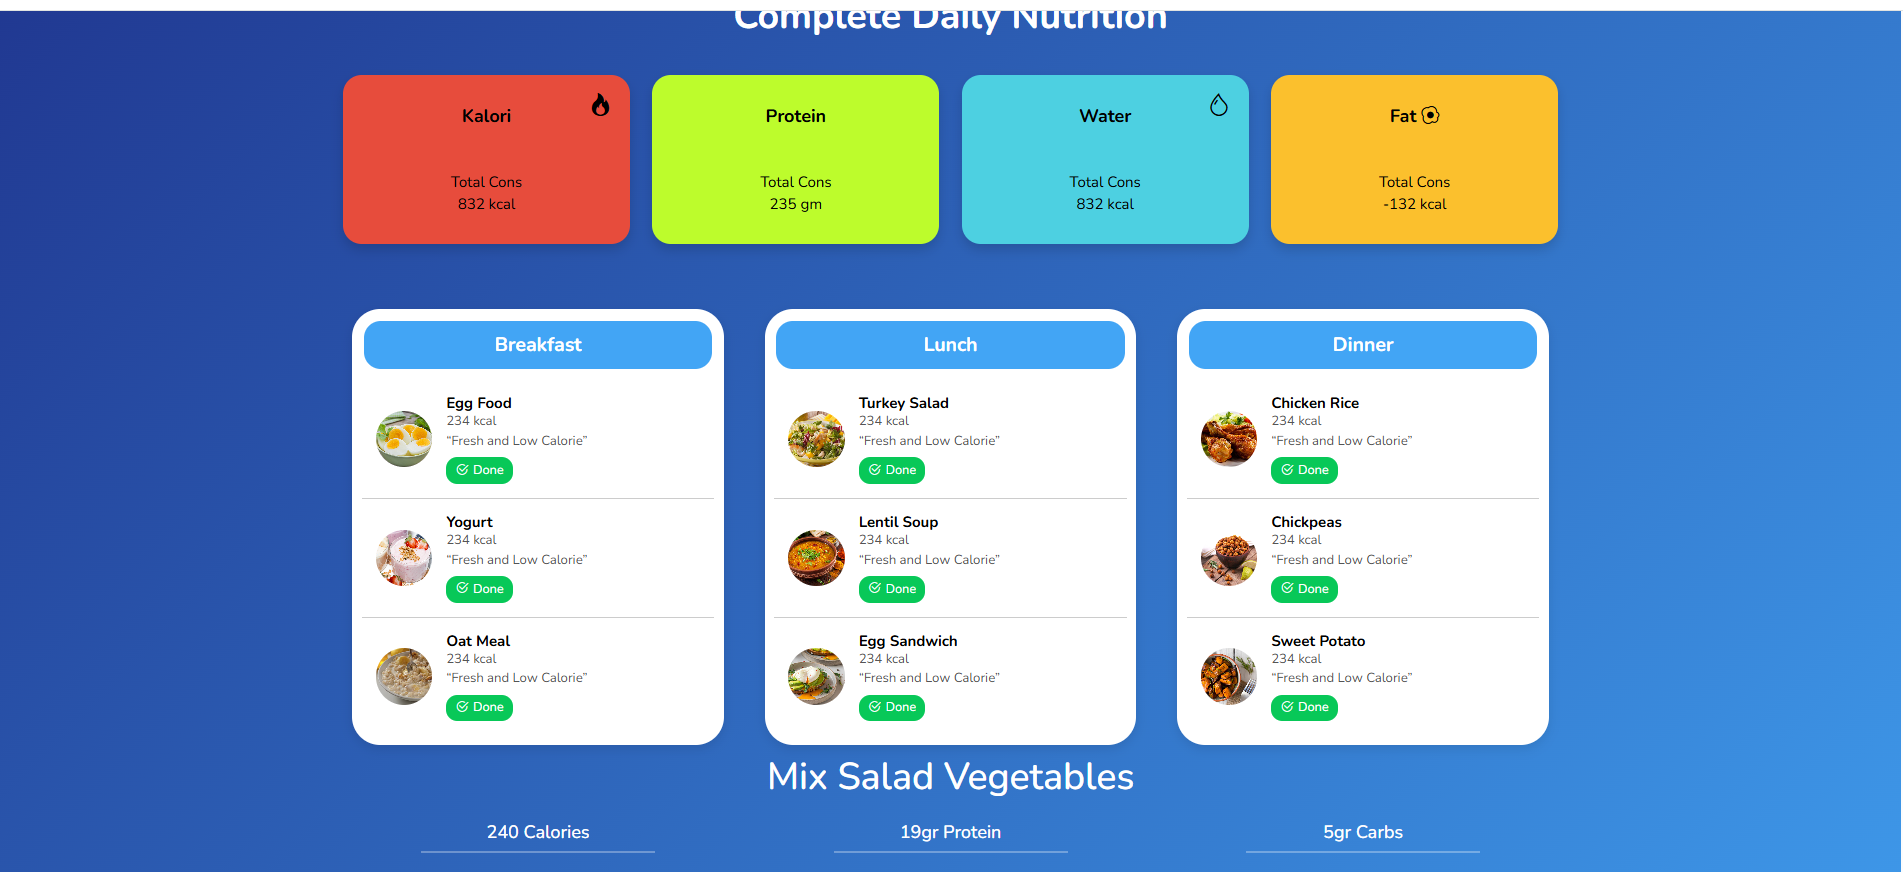 Complete Daily Nutrition
Kalori
Total Cons
832 kcal
Protein
Total Cons
235 gm
Water
Total Cons
832 kcal
Fat
Total Cons
-132 kcal
Breakfast
Egg Food
234 kcal
“Fresh and Low Calorie”
Done
Yogurt
234 kcal
“Fresh and Low Calorie”
Done
Oat Meal
234 kcal
“Fresh and Low Calorie”
Done
Lunch
Turkey Salad
234 kcal
“Fresh and Low Calorie”
Done
Lentil Soup
234 kcal
“Fresh and Low Calorie”
Done
Egg Sandwich
234 kcal
“Fresh and Low Calorie”
Done
Dinner
Chicken Rice
234 kcal
“Fresh and Low Calorie”
Done
Chickpeas
234 kcal
“Fresh and Low Calorie”
Done
Sweet Potato
234 kcal
“Fresh and Low Calorie”
Done
Mix Salad Vegetables
240 Calories
19gr Protein
5gr Carbs